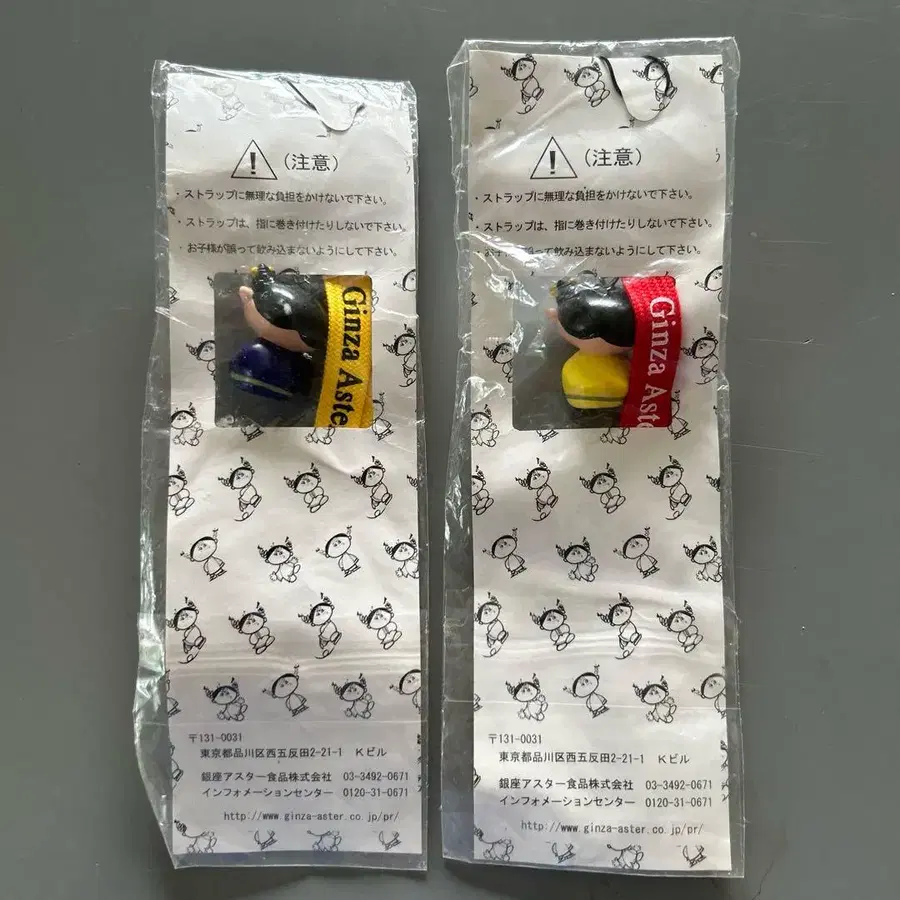 (注意)
・ストラップに無理な負担をかけないで下さい。
・ストラップは、指に巻き付けたりしないで下さい。
・お子様が誤って飲み込まないようにして下さい。
Ginza Aste
〒131-0031
東京都品川区西五反田2-21-1 Kビル
銀座アスター食品株式会社 03-3492-0671
インフォメーションセンター 0120-31-0671
http://www.ginza-aster.co.jp/pr/
(注意)
・ストラップに無理な負担をかけないで下さい。
・ストラップは、指に巻き付けたりしないで下さい。
・お子様が誤って飲み込まないようにして下さい。
Ginza Aste
〒131-0031
東京都品川区西五反田2-21-1 Kビル
銀座アスター食品株式会社 03-3492-0671
インフォメーションセンター 0120-31-0671
http://www.ginza-aster.co.jp/pr/